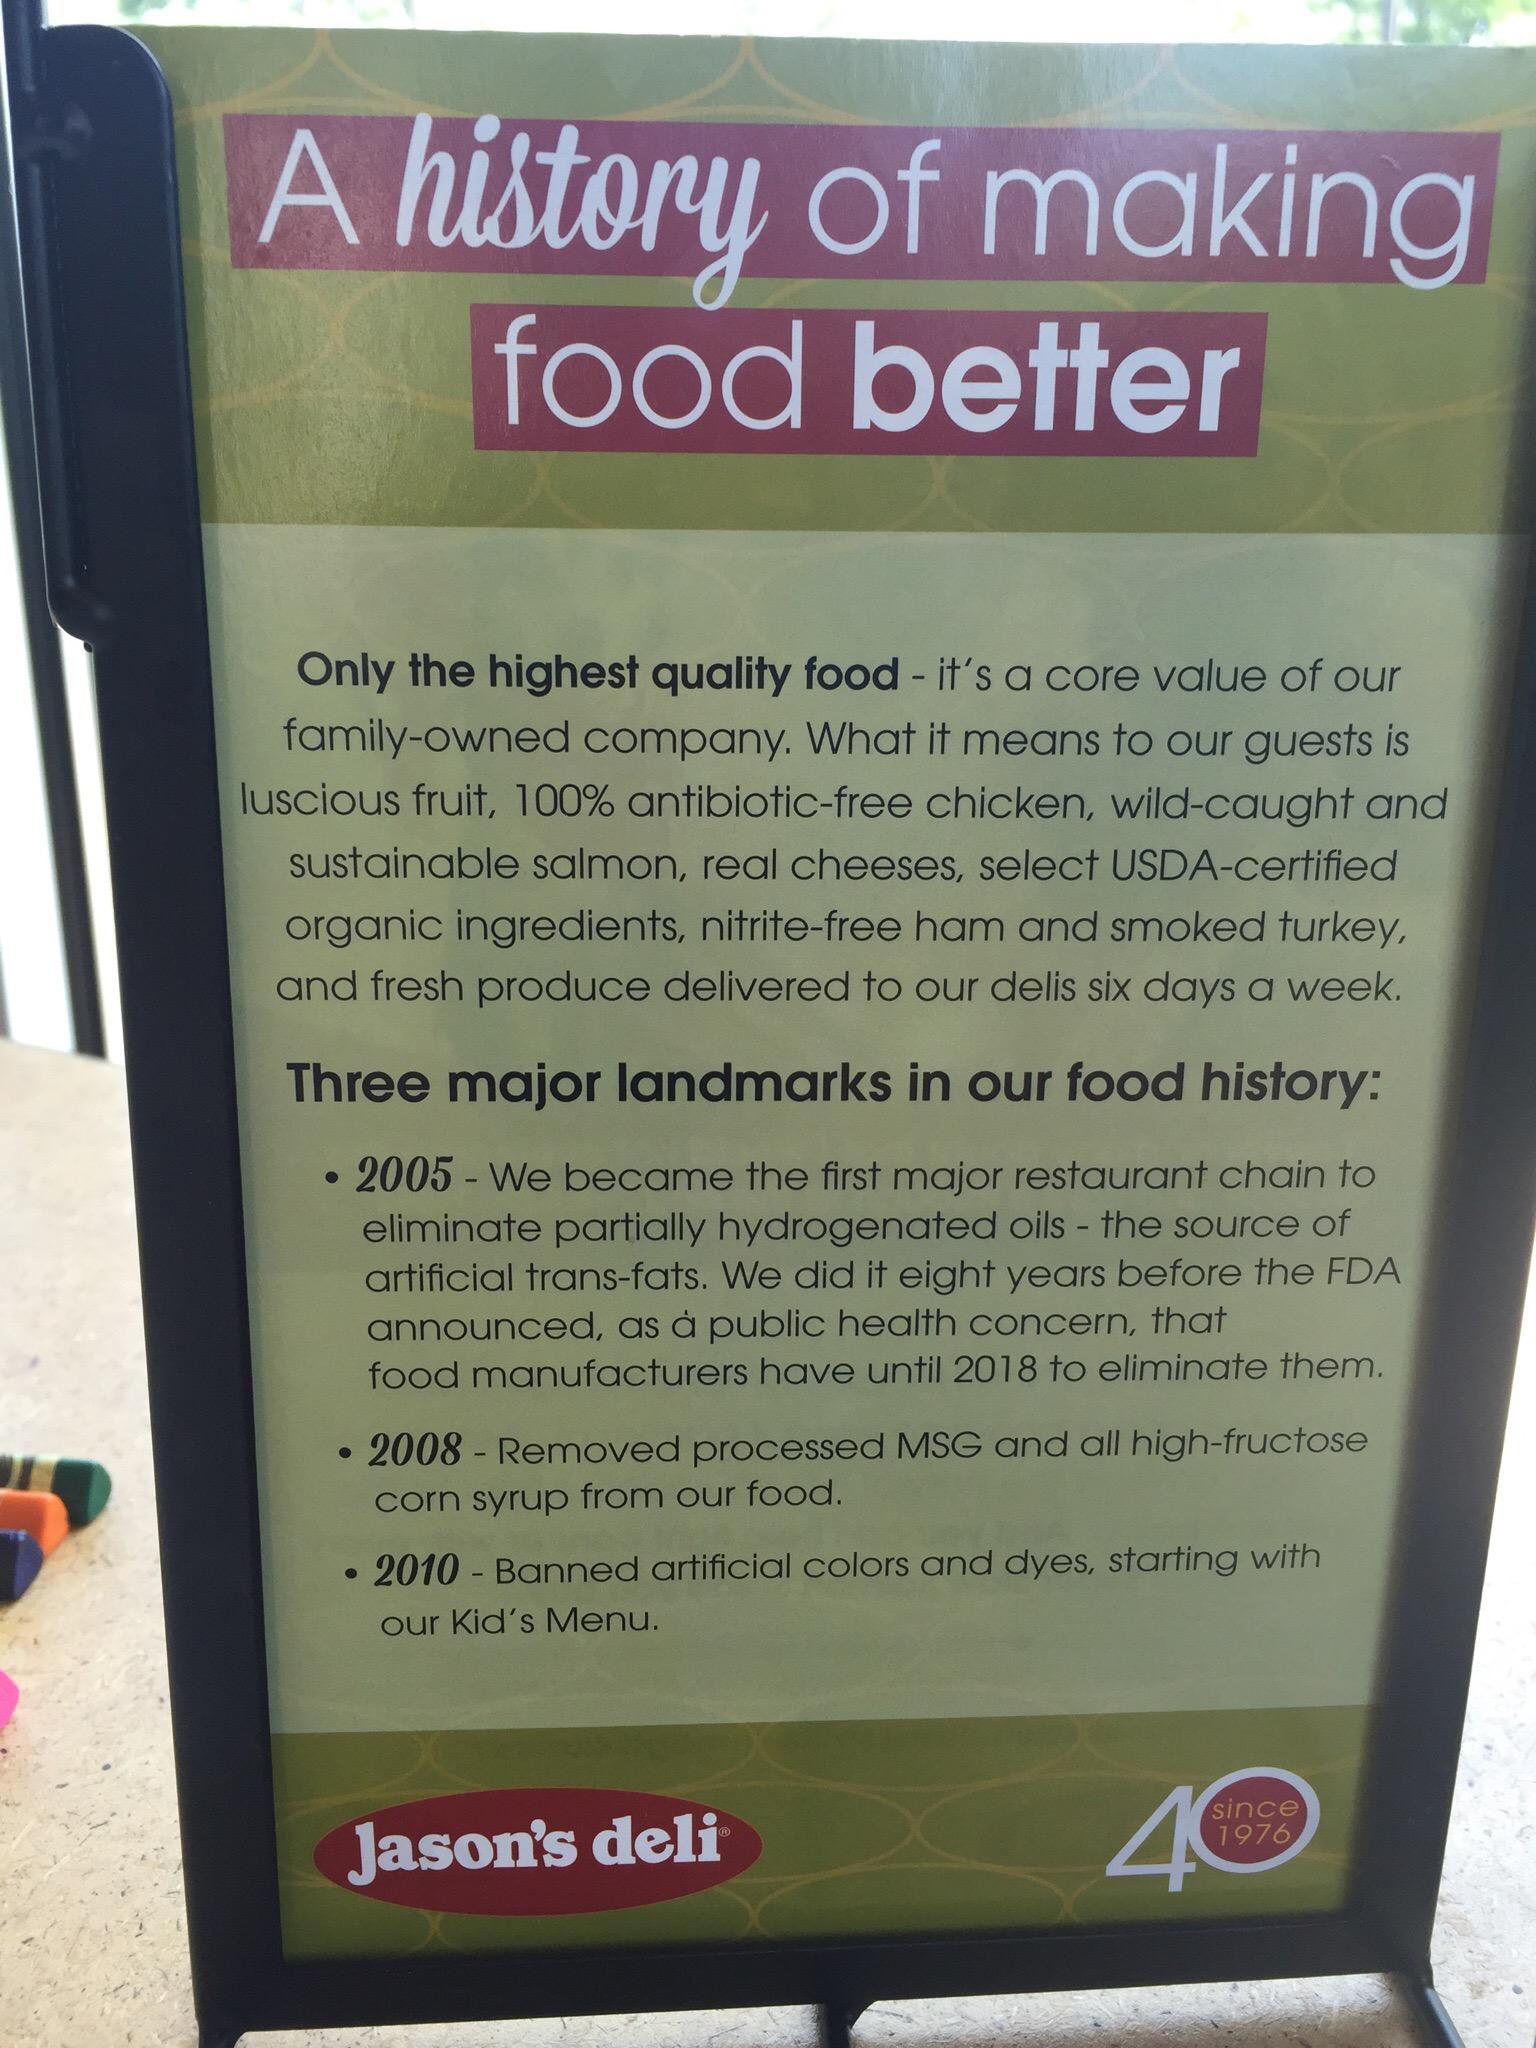 A history of making
food better
Only the highest quality food - it's a core value of our
family-owned company. What it means to our guests is
luscious fruit, 100% antibiotic-free chicken, wild-caught and
sustainable salmon, real cheeses, select USDA-certified
organic ingredients, nitrite-free ham and smoked turkey,
and fresh produce delivered to our delis six days a week.
Three major landmarks in our food history:
• 2005 - We became the first major restaurant chain to
eliminate partially hydrogenated oils - the source of
artificial trans-fats. We did it eight years before the FDA
announced, as a public health concern, that
food manufacturers have until 2018 to eliminate them.
• 2008 - Removed processed MSG and all high-fructose
corn syrup from our food.
• 2010 - Banned artificial colors and dyes, starting with
our Kid's Menu.
Jason's deli®
40
since
1976